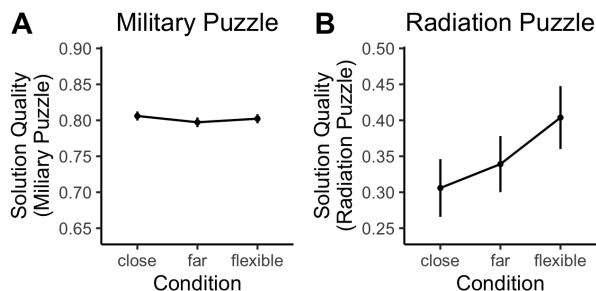 A Military Puzzle
Solution Quality
(Miliary Puzzle)
0.90
0.85
0.80
0.75
0.70
0.65
close far flexible
Condition
B Radiation Puzzle
Solution Quality
(Radiation Puzzle)
0.50
0.45
0.40
0.35
0.30
0.25
close far flexible
Condition